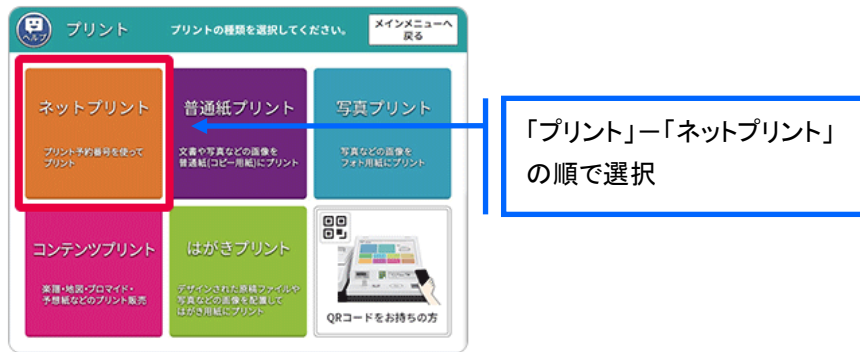 ヘルプ
プリント
プリントの種類を選択してください。
メインメニューへ
戻る
ネットプリント
プリント予約番号を使って
プリント
普通紙プリント
文書や写真などの画像を
普通紙(コピー用紙)にプリント
写真プリント
写真などの画像を
フォト用紙にプリント
コンテンツプリント
楽譜・地図・ブロマイド・
予想紙などのプリント販売
はがきプリント
デザインされた原稿ファイルや
写真などの画像を配置して
はがき用紙にプリント
QRコードをお持ちの方
「プリント」－「ネットプリント」
の順で選択